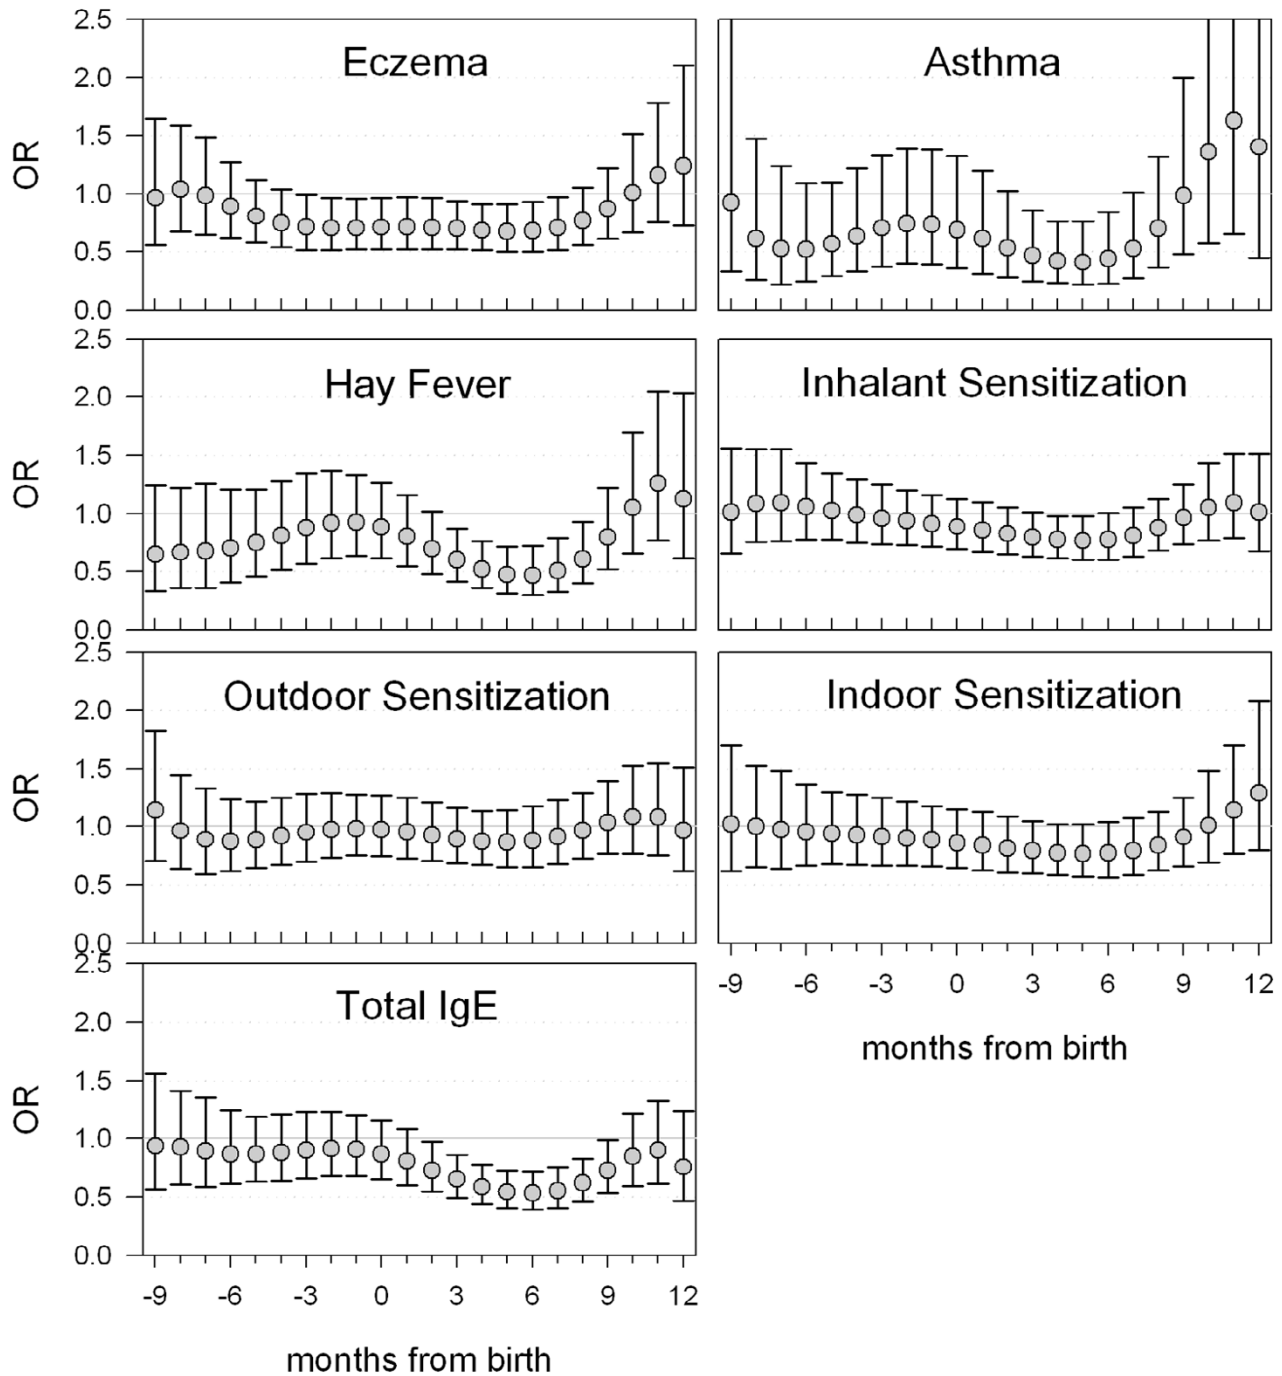 Eczema
Asthma
OR
2.5
2.0
1.5
1.0
0.5
0.0
Hay Fever
Inhalant Sensitization
OR
2.5
2.0
1.5
1.0
0.5
0.0
Outdoor Sensitization
Indoor Sensitization
OR
2.5
2.0
1.5
1.0
0.5
0.0
-9 -6 -3 0 3 6 9 12
months from birth
Total IgE
OR
2.5
2.0
1.5
1.0
0.5
0.0
-9 -6 -3 0 3 6 9 12
months from birth